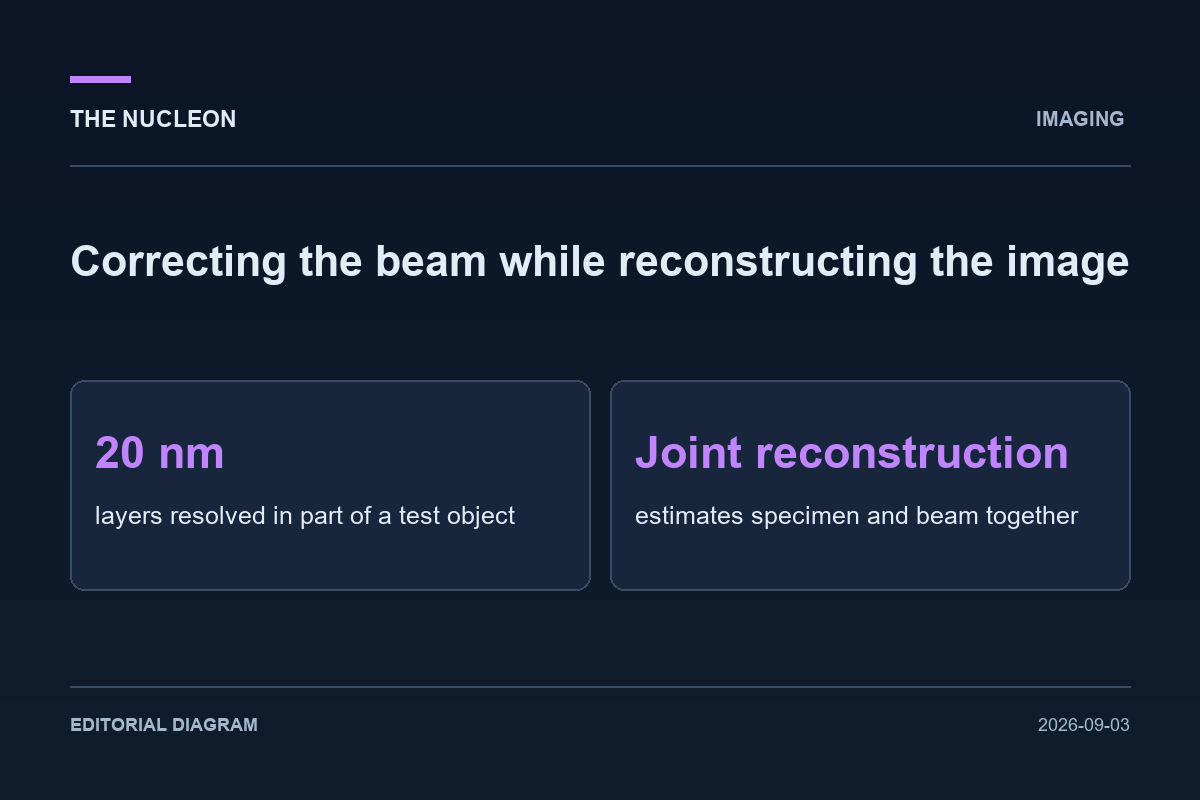 THE NUCLEON
IMAGING
Correcting the beam while reconstructing the image
20 nm
layers resolved in part of a test object
Joint reconstruction
estimates specimen and beam together
EDITORIAL DIAGRAM
2026-09-03